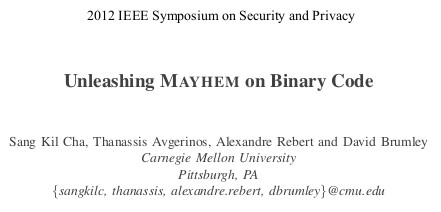 2012 IEEE Symposium on Security and Privacy
Unleashing MAYHEM on Binary Code
Sang Kil Cha, Thanassis Avgerinos, Alexandre Rebert and David Brumley
Carnegie Mellon University
Pittsburgh, PA
{sangkilc, thanassis, alexandre.rebert, dbrumley}@cmu.edu